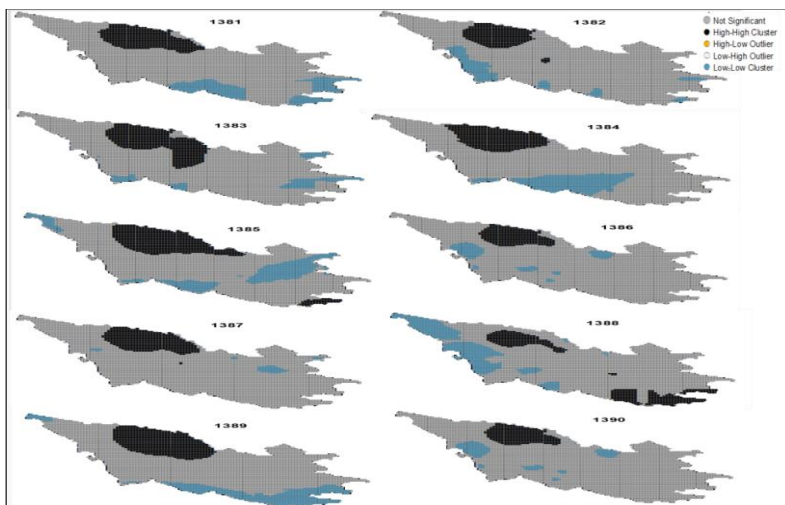 1381
1382
Not Significant
High-High Cluster
High-Low Outlier
Low-High Outlier
Low-Low Cluster
1383
1384
1385
1386
1387
1388
1389
1390